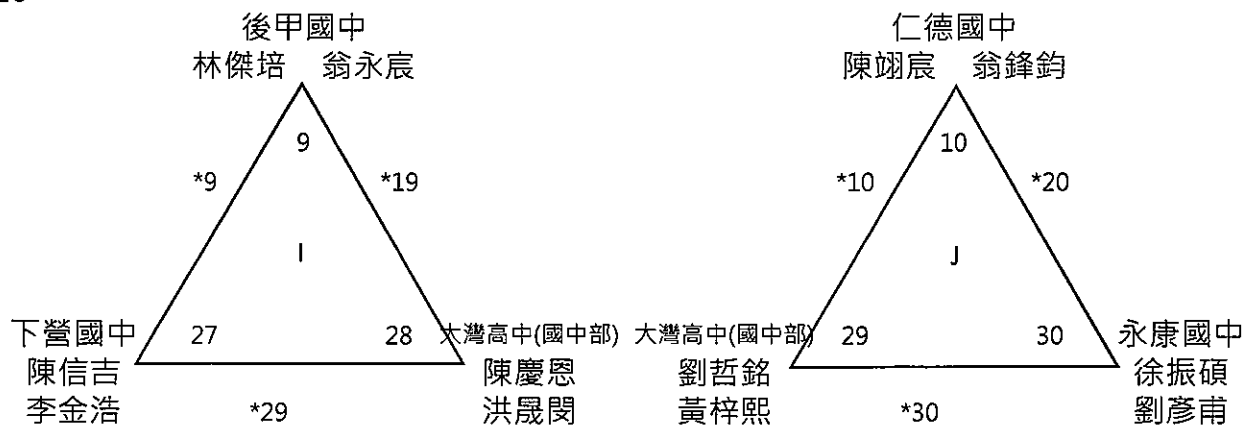 後甲國中
林傑培 翁永宸
9
*9
*19
I
下營國中
27
28
大灣高中(國中部)
陳信吉
李金浩
陳慶恩
洪晟閔
*29
仁德國中
陳翊宸 翁鋒鈞
10
*10
*20
J
大灣高中(國中部)
29
30
永康國中
劉哲銘
黃梓熙
徐振碩
劉彥甫
*30